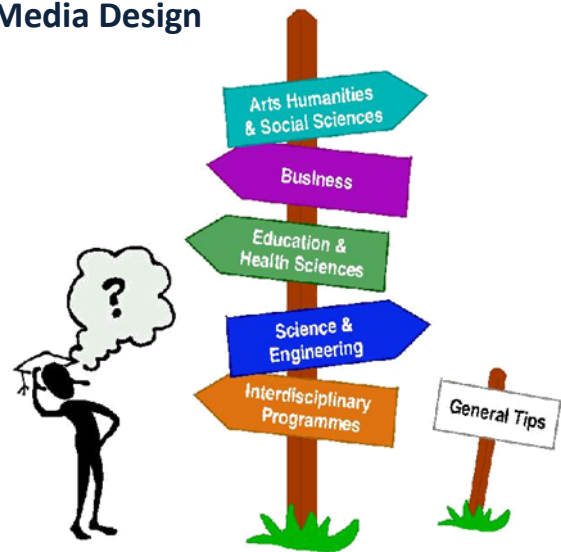 Media Design
Arts Humanities
& Social Sciences
Business
Education &
Health Sciences
?
Science &
Engineering
Interdisciplinary
Programmes
General Tips